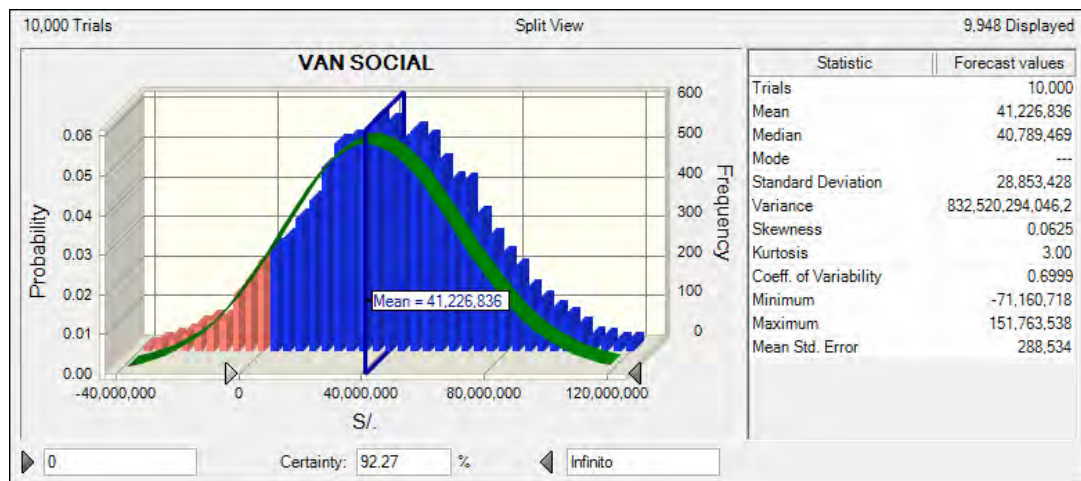 10,000 Trials
Split View
9,948 Displayed
VAN SOCIAL
Probability
0.06
0.05
0.04
0.03
0.02
0.01
0.00
600
500
400
300
200
100
0
Frequency
Mean = 41,226,836
-40,000,000
0
40,000,000
80,000,000
120,000,000
S/.
Statistic Forecast values
Trials 10,000
Mean 41,226,836
Median 40,789,469
Mode ---
Standard Deviation 28,853,428
Variance 832,520,294,046,2
Skewness 0.0625
Kurtosis 3.00
Coeff. of Variability 0.6999
Minimum -71,160,718
Maximum 151,763,538
Mean Std. Error 288,534
0
Certainty: 92.27 %
Infinito